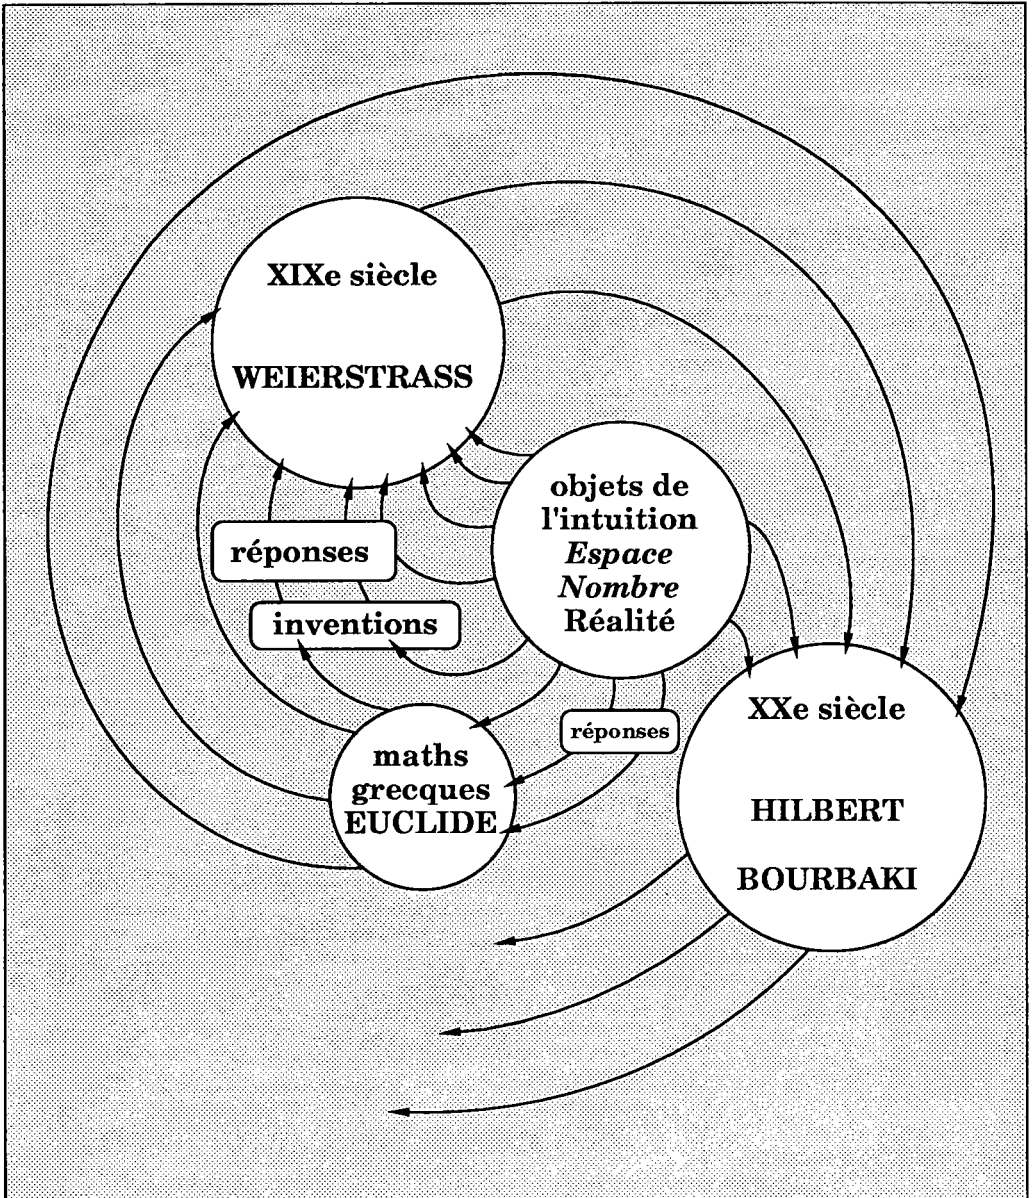 XIXe siècle
WEIERSTRASS
objets de
l'intuition
Espace
Nombre
Réalité
réponses
inventions
réponses
maths
grecques
EUCLIDE
XXe siècle
HILBERT
BOURBAKI